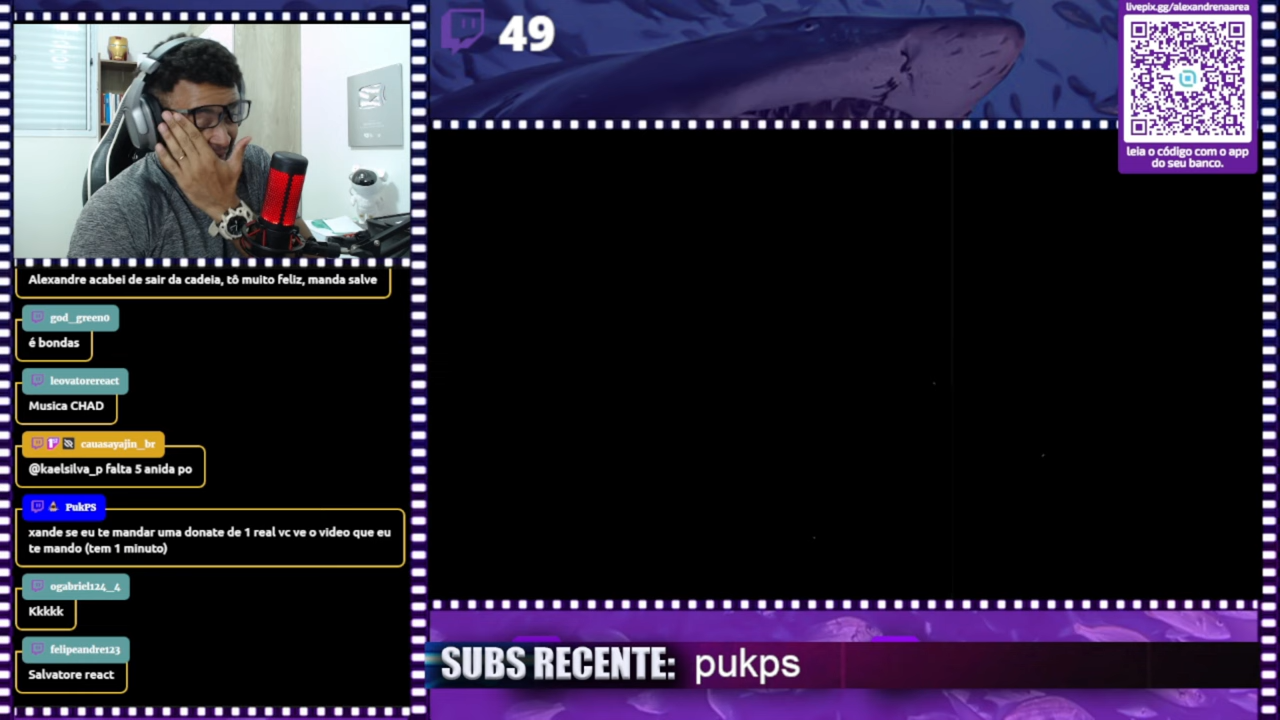 49
livepix.gg/alexandrenaarea
leia o código com o app
do seu banco.
Alexandre acabei de sair da cadeia, tô muito feliz, manda salve
god_green0
é bondas
leovatorereact
Musica CHAD
cauasayajin_br
@kaelsilva_p falta 5 anida po
PukPS
xande se eu te mandar uma donate de 1 real vc ve o video que eu
te mando (tem 1 minuto)
ogabriel124_4
Kkkkk
felipeandre123
Salvatore react
SUBS RECENTE: pukps